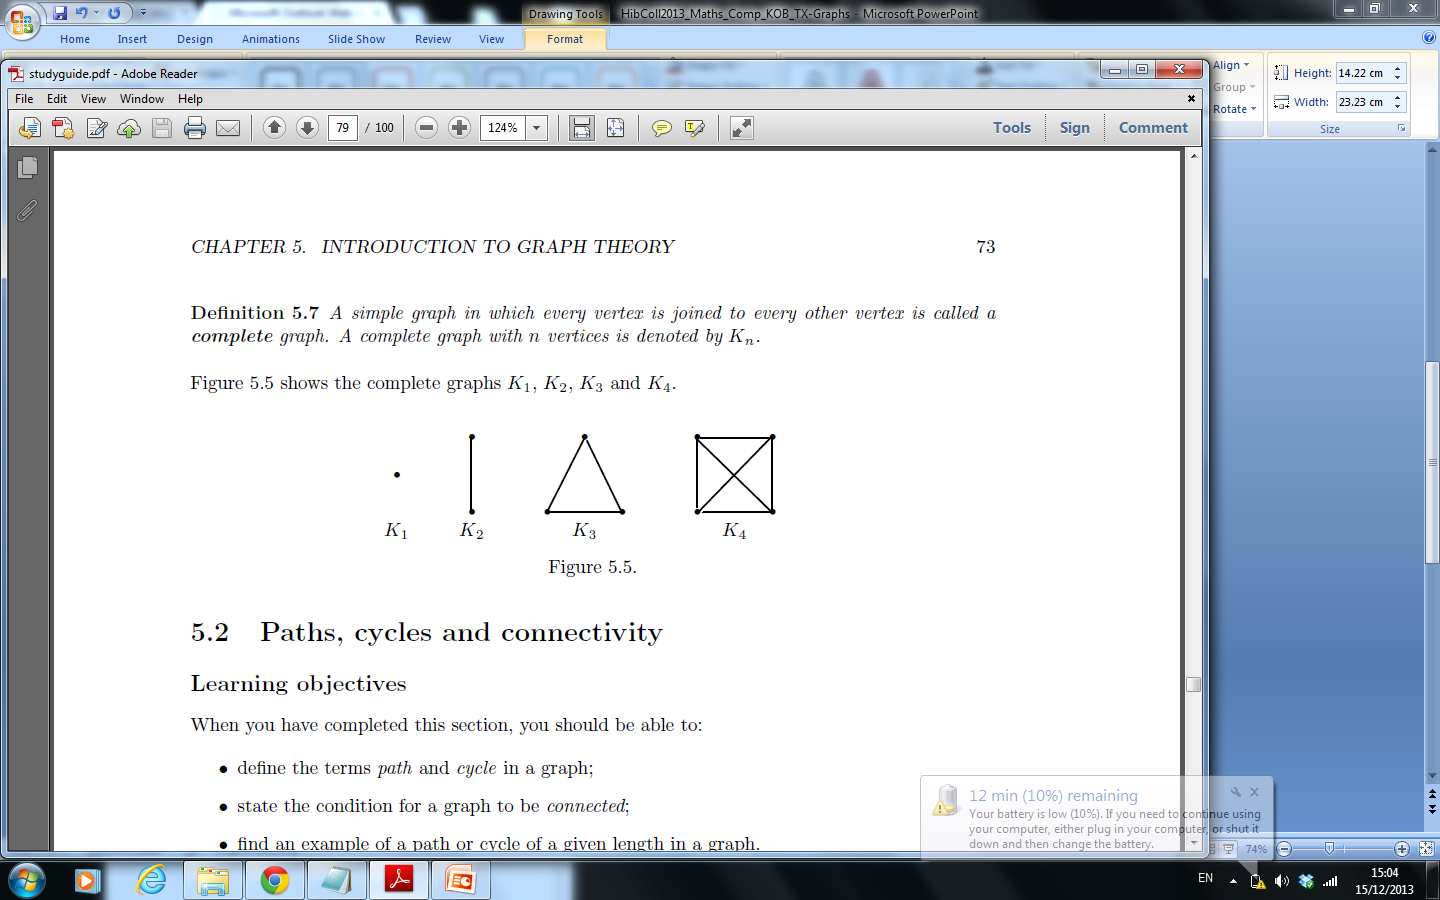 Drawing Tools
HibColl2013_Maths_Comp_KOB_TX-Graphs - Microsoft PowerPoint
Home Insert Design Animations Slide Show Review View Format
studyguide.pdf - Adobe Reader
Align
Height: 14.22 cm
File Edit View Window Help
Group
Width: 23.23 cm
Rotate
79 / 100 124% Tools Sign Comment
Size
CHAPTER 5. INTRODUCTION TO GRAPH THEORY 73
Definition 5.7 A simple graph in which every vertex is joined to every other vertex is called a
complete graph. A complete graph with n vertices is denoted by Kn.
Figure 5.5 shows the complete graphs K1, K2, K3 and K4.
K1 K2 K3 K4
Figure 5.5.
5.2 Paths, cycles and connectivity
Learning objectives
When you have completed this section, you should be able to:
• define the terms path and cycle in a graph;
• state the condition for a graph to be connected;
• find an example of a path or cycle of a given length in a graph.
12 min (10%) remaining
Your battery is low (10%). If you need to continue using
your computer, either plug in your computer, or shut it
down and then change the battery.
74%
EN
15:04
15/12/2013